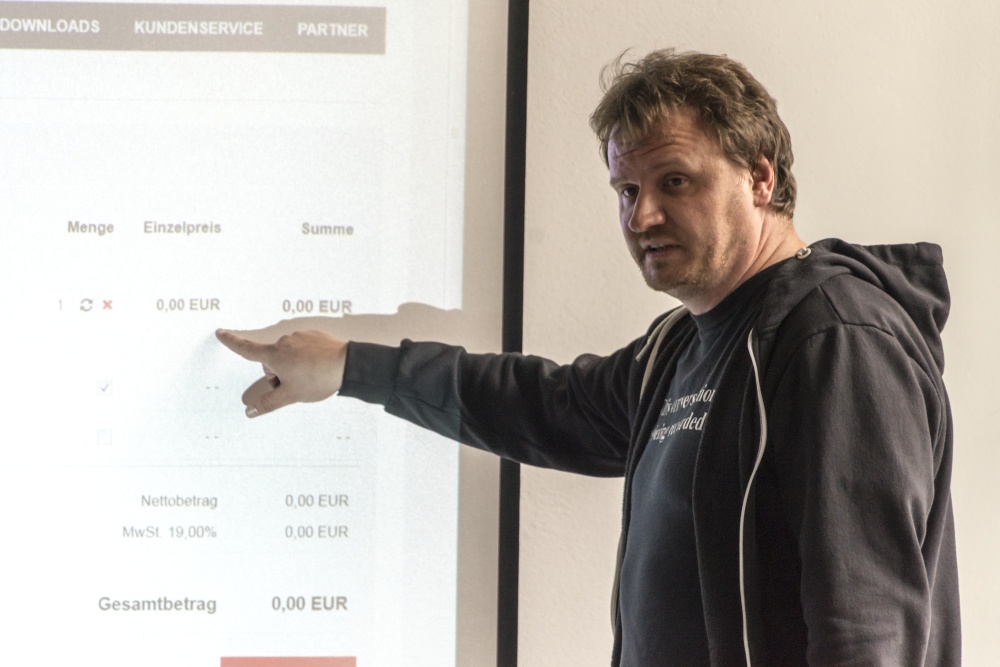 DOWNLOADS KUNDENSERVICE PARTNER
Menge Einzelpreis Summe
1 0,00 EUR 0,00 EUR
-- 
-- --
Nettobetrag 0,00 EUR
MwSt. 19,00% 0,00 EUR
Gesamtbetrag 0,00 EUR